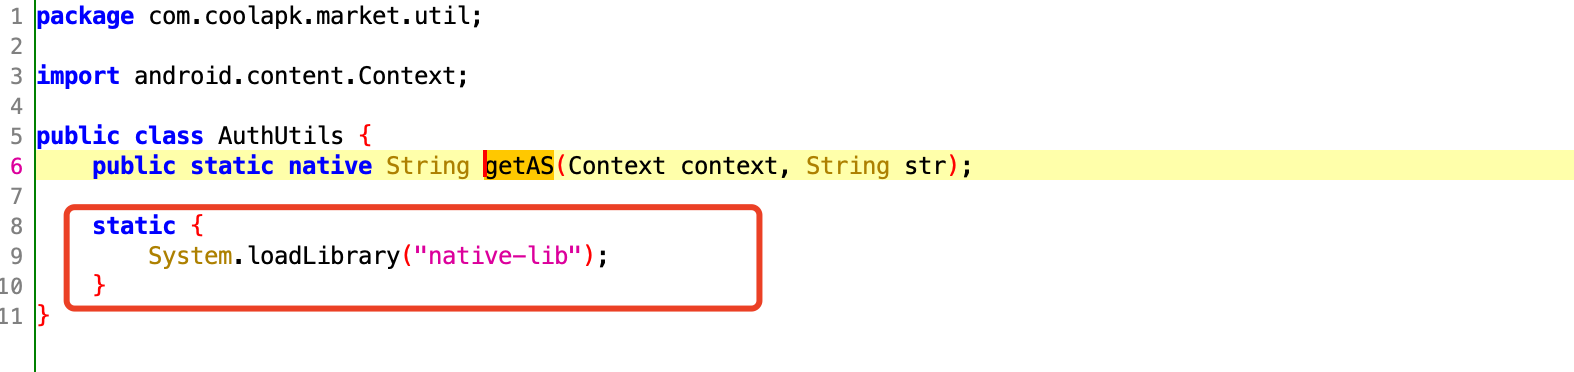 1 package com.coolapk.market.util;
2
3 import android.content.Context;
4
5 public class AuthUtils {
6     public static native String getAS(Context context, String str);
7
8     static {
9         System.loadLibrary("native-lib");
10     }
11 }